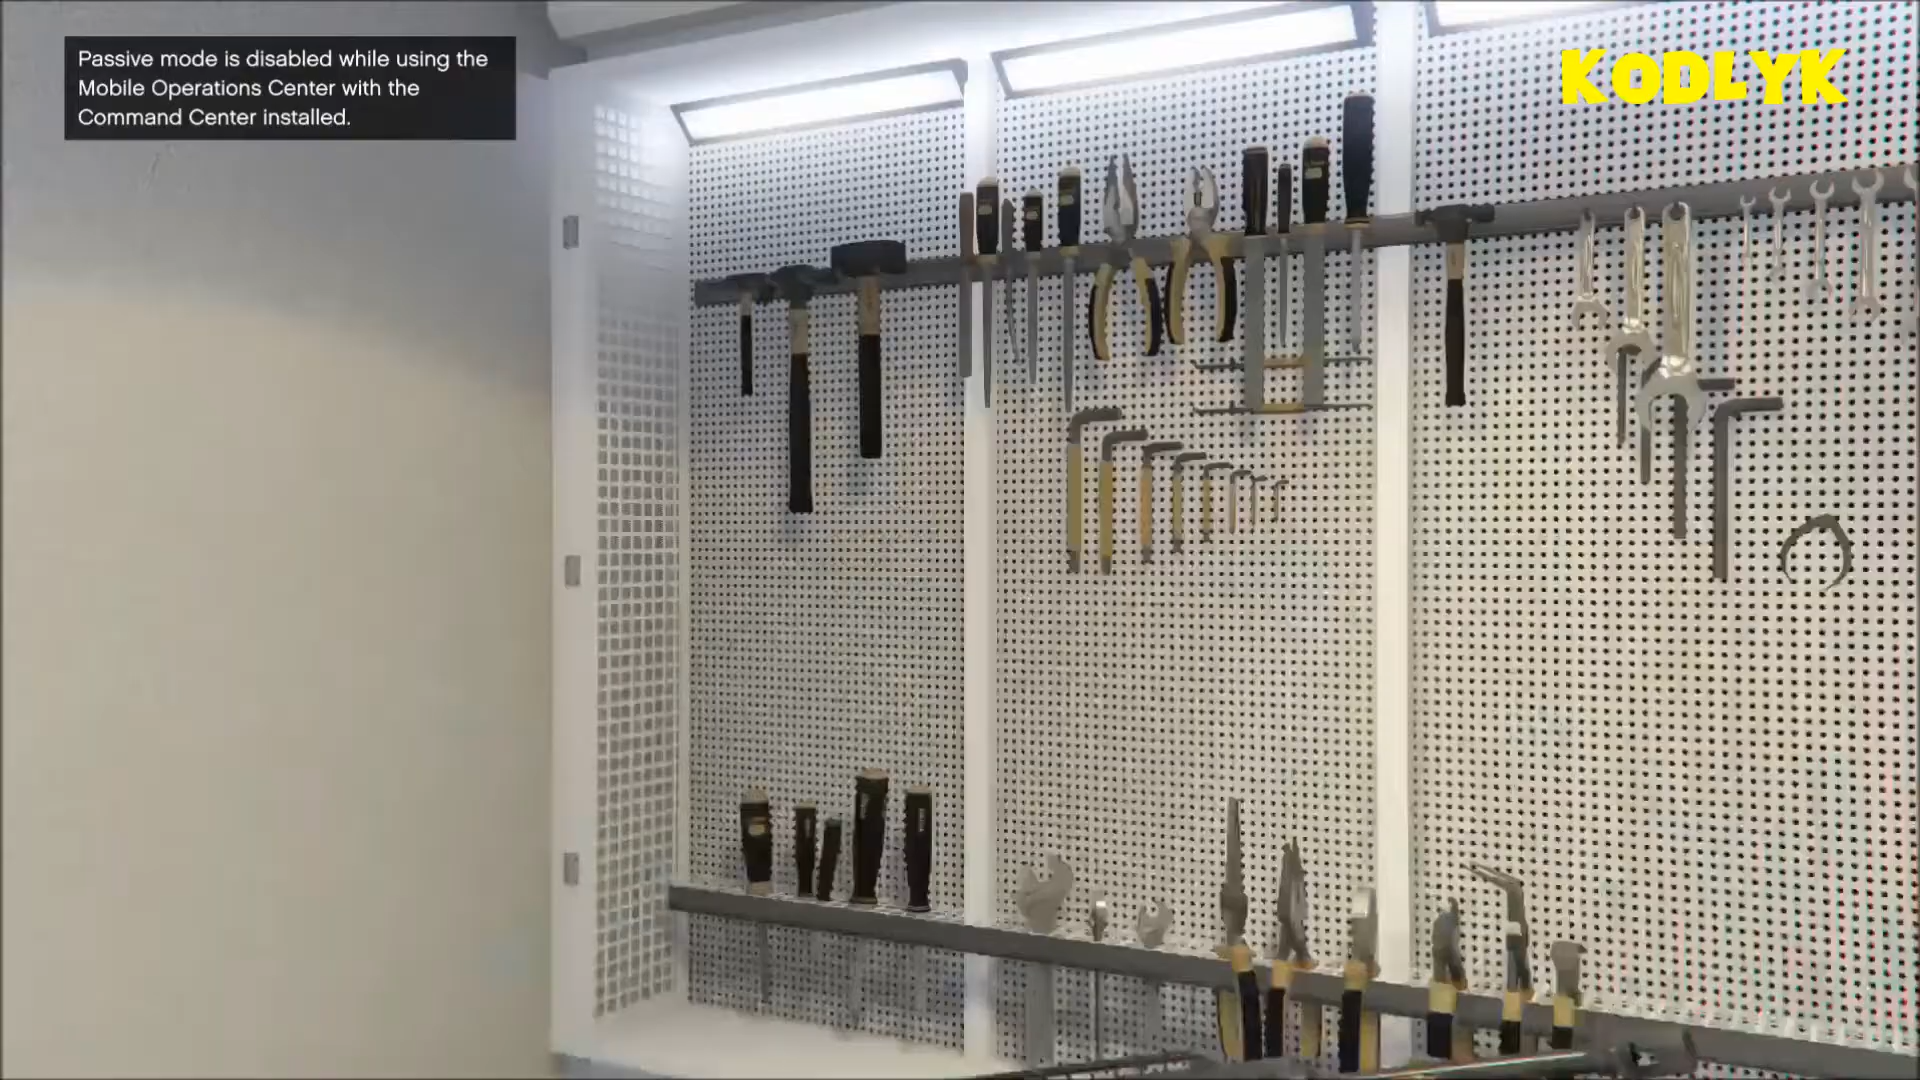 Passive mode is disabled while using the
Mobile Operations Center with the
Command Center installed.
KODLYK